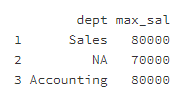 dept max_sal
1 Sales 80000
2 NA 70000
3 Accounting 80000